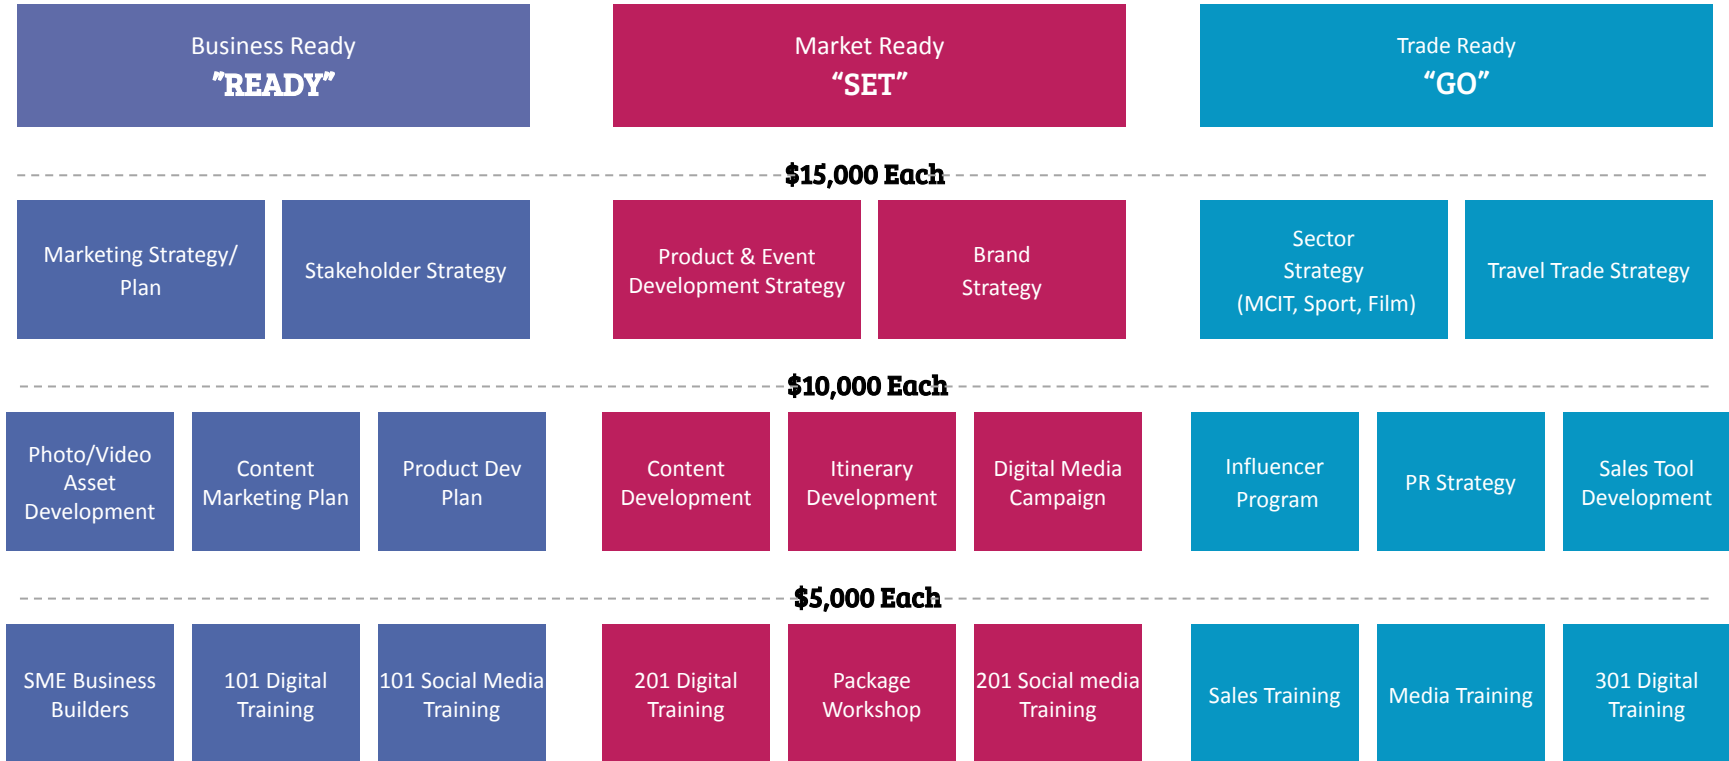 Business Ready
"READY"
Market Ready
“SET”
Trade Ready
“GO”
$15,000 Each
Marketing Strategy/
Plan
Stakeholder Strategy
Product & Event
Development Strategy
Brand
Strategy
Sector
Strategy
(MCIT, Sport, Film)
Travel Trade Strategy
$10,000 Each
Photo/Video
Asset
Development
Content
Marketing Plan
Product Dev
Plan
Content
Development
Itinerary
Development
Digital Media
Campaign
Influencer
Program
PR Strategy
Sales Tool
Development
$5,000 Each
SME Business
Builders
101 Digital
Training
101 Social Media
Training
201 Digital
Training
Package
Workshop
201 Social media
Training
Sales Training
Media Training
301 Digital
Training